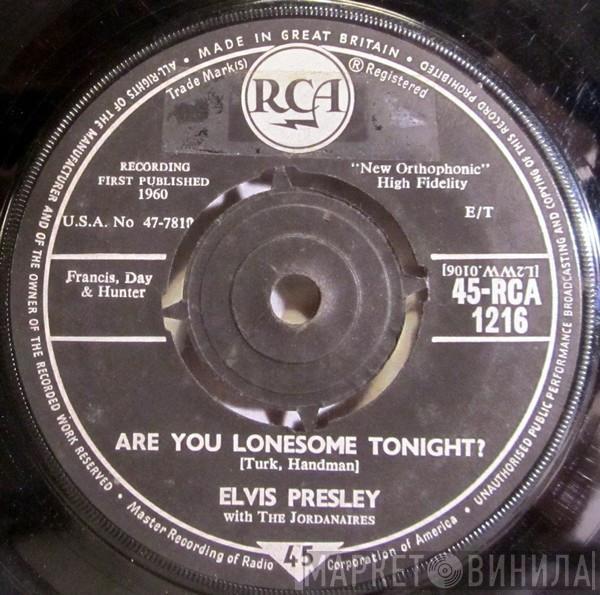 ALL RIGHTS OF THE MANUFACTURER AND OF THE OWNER OF THE RECORDED WORK RESERVED •
• MADE IN GREAT BRITAIN •
UNAUTHORISED PUBLIC PERFORMANCE BROADCASTING AND COPYING OF THIS RECORD PROHIBITED
Trade Mark(s)
® Registered
RCA
RECORDING
FIRST PUBLISHED
1960
"New Orthophonic"
High Fidelity
U.S.A. No 47-7810
E/T
Francis, Day
& Hunter
[L2WW.0106]
45-RCA
1216
ARE YOU LONESOME TONIGHT?
[Turk, Handman]
ELVIS PRESLEY
with THE JORDANAIRES
Master Recording of Radio
45
Corporation of America •
МАРКЕТ ВИНИЛА